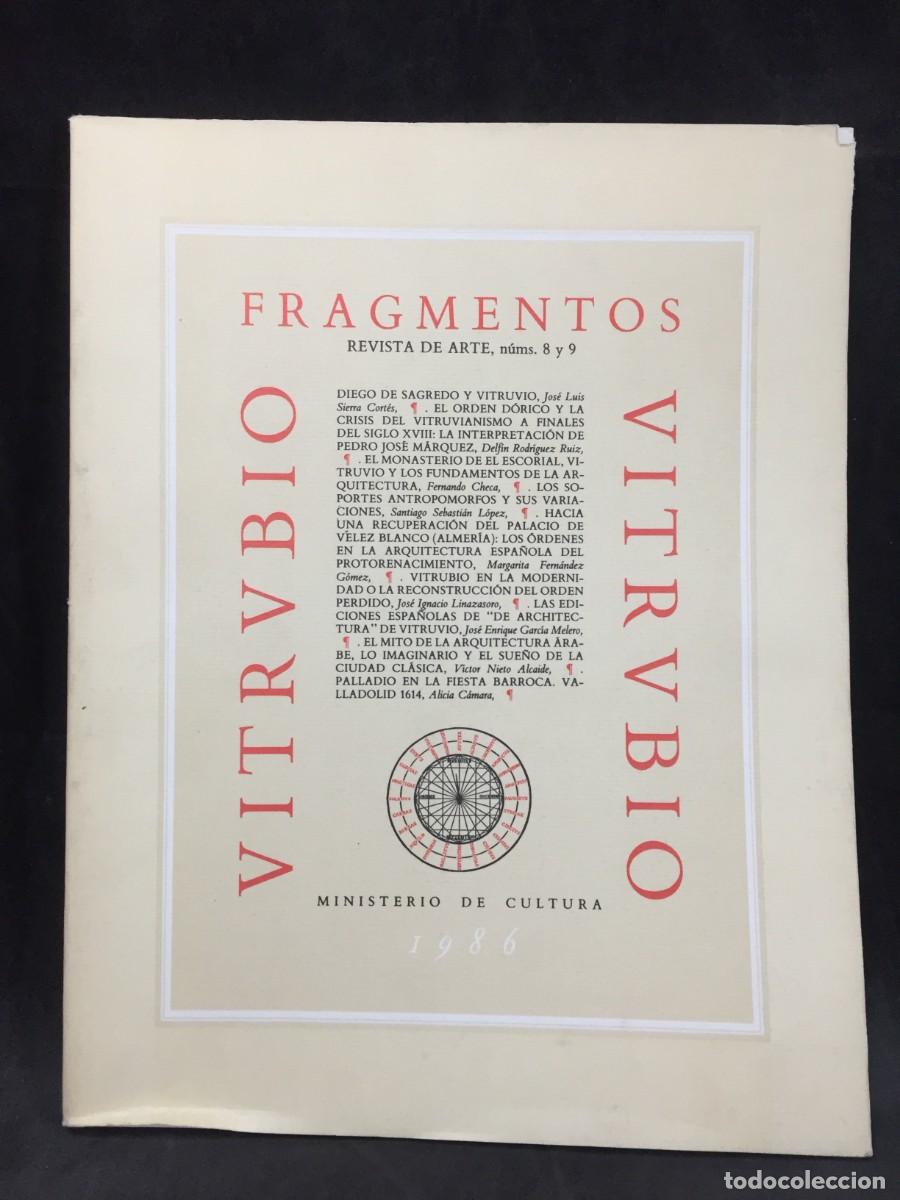 FRAGMENTOS
REVISTA DE ARTE, núms. 8 y 9
VITRVBIO
DIEGO DE SAGREDO Y VITRUVIO, José Luis
Sierra Cortés, ¶ . EL ORDEN DÓRICO Y LA
CRISIS DEL VITRUVIANISMO A FINALES
DEL SIGLO XVIII: LA INTERPRETACIÓN DE
PEDRO JOSÈ MÁRQUEZ, Delfín Rodríguez Ruiz,
¶ . EL MONASTERIO DE EL ESCORIAL, VI-
TRUVIO Y LOS FUNDAMENTOS DE LA AR-
QUITECTURA, Fernando Checa, ¶ . LOS SO-
PORTES ANTROPOMORFOS Y SUS VARIA-
CIONES, Santiago Sebastián López, ¶ . HACIA
UNA RECUPERACIÓN DEL PALACIO DE
VÉLEZ BLANCO (ALMERÍA): LOS ÓRDENES
EN LA ARQUITECTURA ESPAÑOLA DEL
PROTORENACIMIENTO, Margarita Fernández
Gómez, ¶ . VITRUBIO EN LA MODERNI-
DAD O LA RECONSTRUCCIÓN DEL ORDEN
PERDIDO, José Ignacio Linazasoro, ¶ . LAS EDI-
CIONES ESPAÑOLAS DE "DE ARCHITEC-
TURA" DE VITRUVIO, José Enrique García Melero,
¶ . EL MITO DE LA ARQUITECTURA ÁRA-
BE, LO IMAGINARIO Y EL SUEÑO DE LA
CIUDAD CLÁSICA, Victor Nieto Alcaide, ¶ .
PALLADIO EN LA FIESTA BARROCA. VA-
LLADOLID 1614, Alicia Cámara, ¶
VITRVBIO
MINISTERIO DE CULTURA
1986
todocoleccion